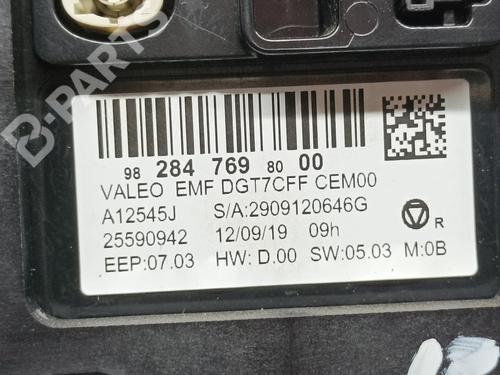 B-PARTS
98 284 769 80 00
VALEO EMF DGT7CFF CEM00
A12545J S/A:2909120646G
25590942 12/09/19 09h
EEP:07.03 HW: D.00 SW:05.03 M:0B
R